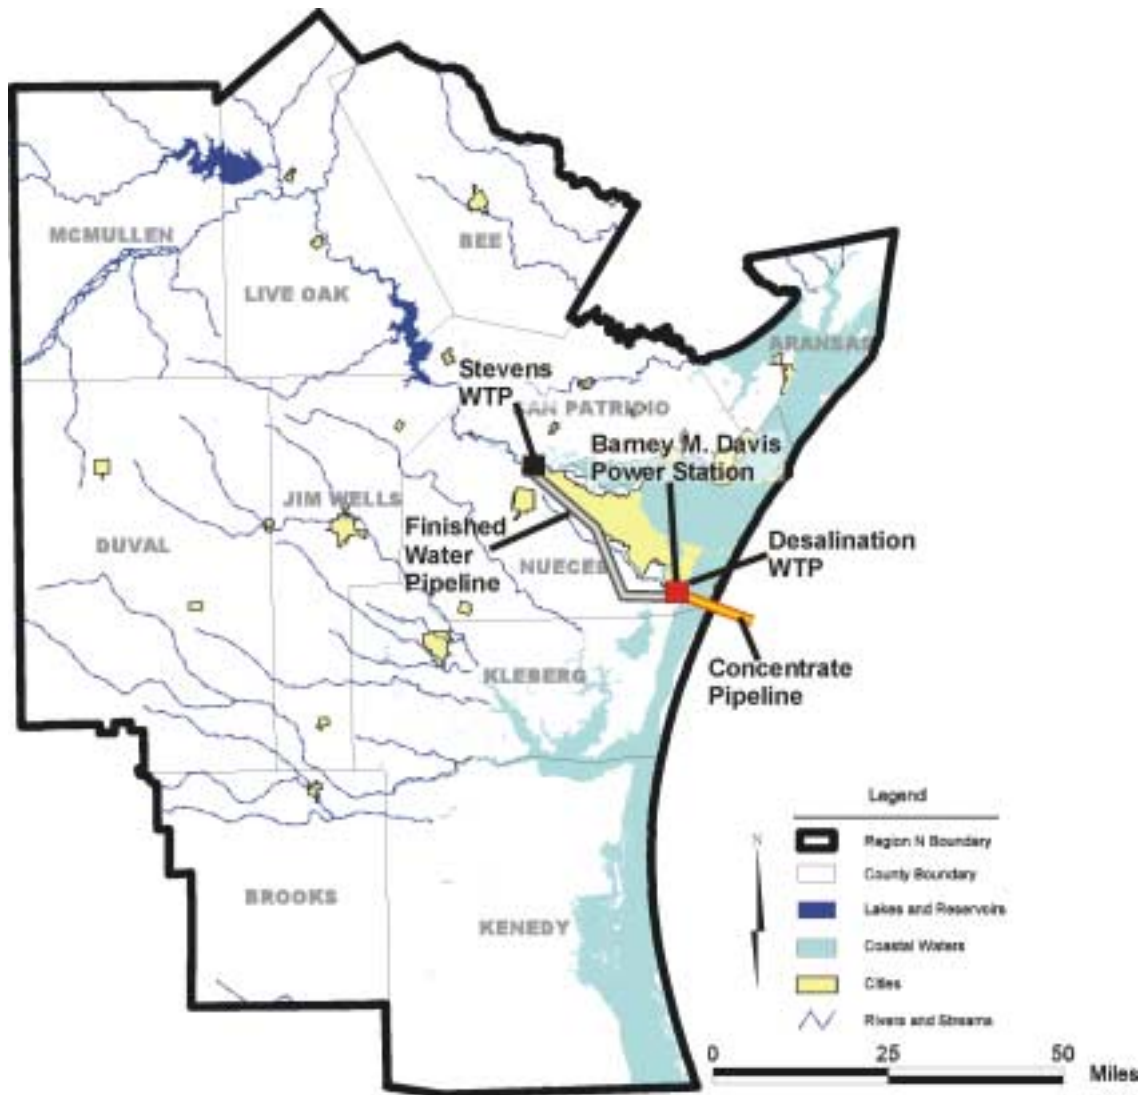 MCMULLEN
BEE
LIVE OAK
ARANSAS
Stevens
WTP
SAN PATRICIO
Barney M. Davis
Power Station
JIM WELLS
DUVAL
Finished
Water
Pipeline
NUECES
Desalination
WTP
KLEBERG
Concentrate
Pipeline
BROOKS
KENEDY
Legend
N
Region N Boundary
County Boundary
Lakes and Reservoirs
Coastal Waters
Cities
Rivers and Streams
0 25 50
Miles